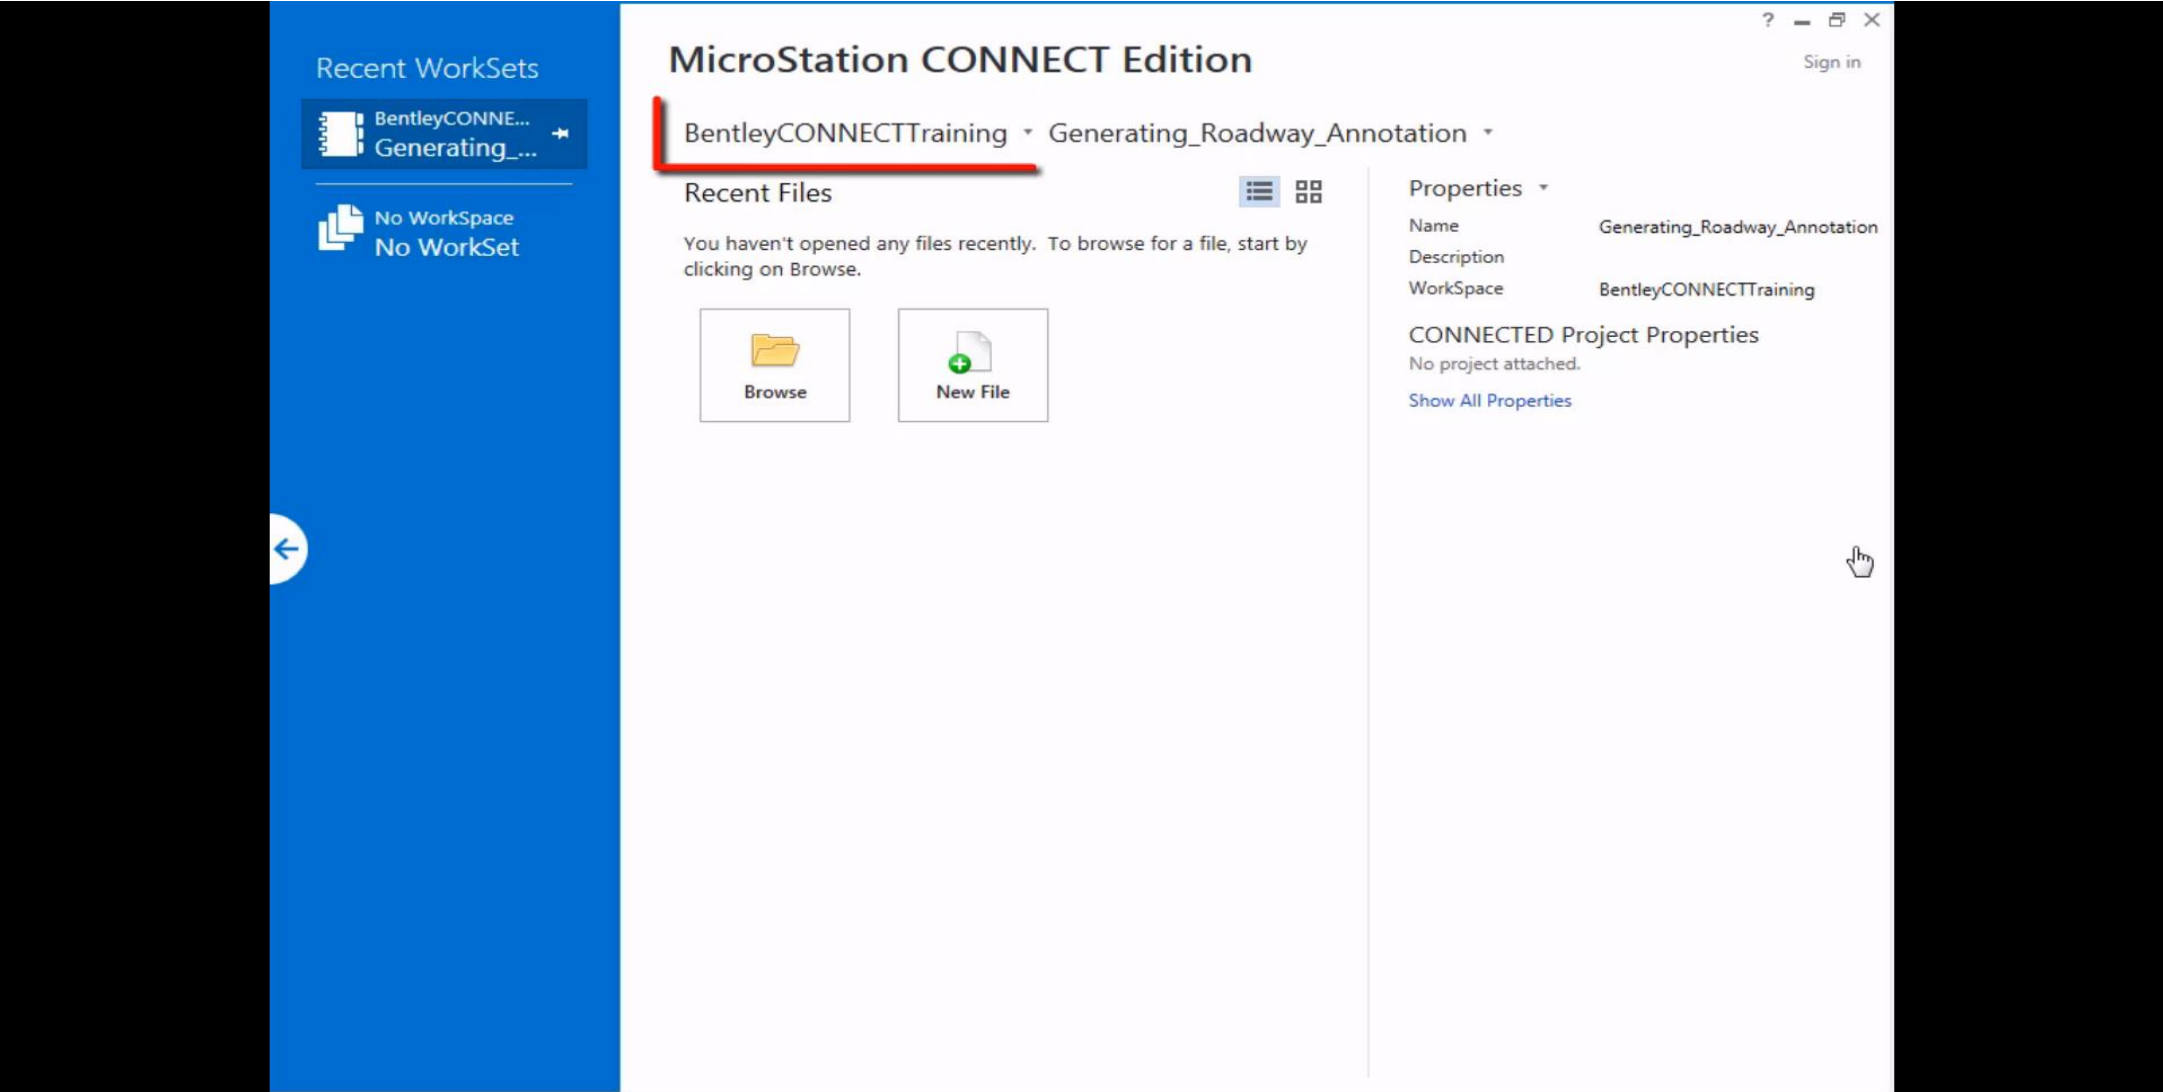 ?
Sign in
Recent WorkSets
BentleyCONNE...
Generating_...
No WorkSpace
No WorkSet
MicroStation CONNECT Edition
BentleyCONNECTTraining Generating_Roadway_Annotation
Recent Files
You haven't opened any files recently. To browse for a file, start by
clicking on Browse.
Browse
New File
Properties
Name Generating_Roadway_Annotation
Description
WorkSpace BentleyCONNECTTraining
CONNECTED Project Properties
No project attached.
Show All Properties